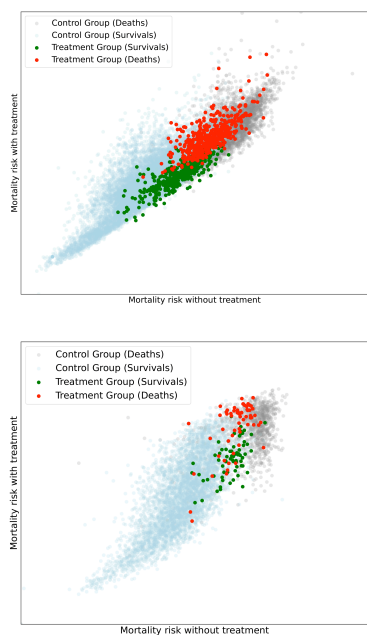 Control Group (Deaths)
Control Group (Survivals)
Treatment Group (Survivals)
Treatment Group (Deaths)
Mortality risk with treatment
Mortality risk without treatment
Control Group (Deaths)
Control Group (Survivals)
Treatment Group (Survivals)
Treatment Group (Deaths)
Mortality risk with treatment
Mortality risk without treatment